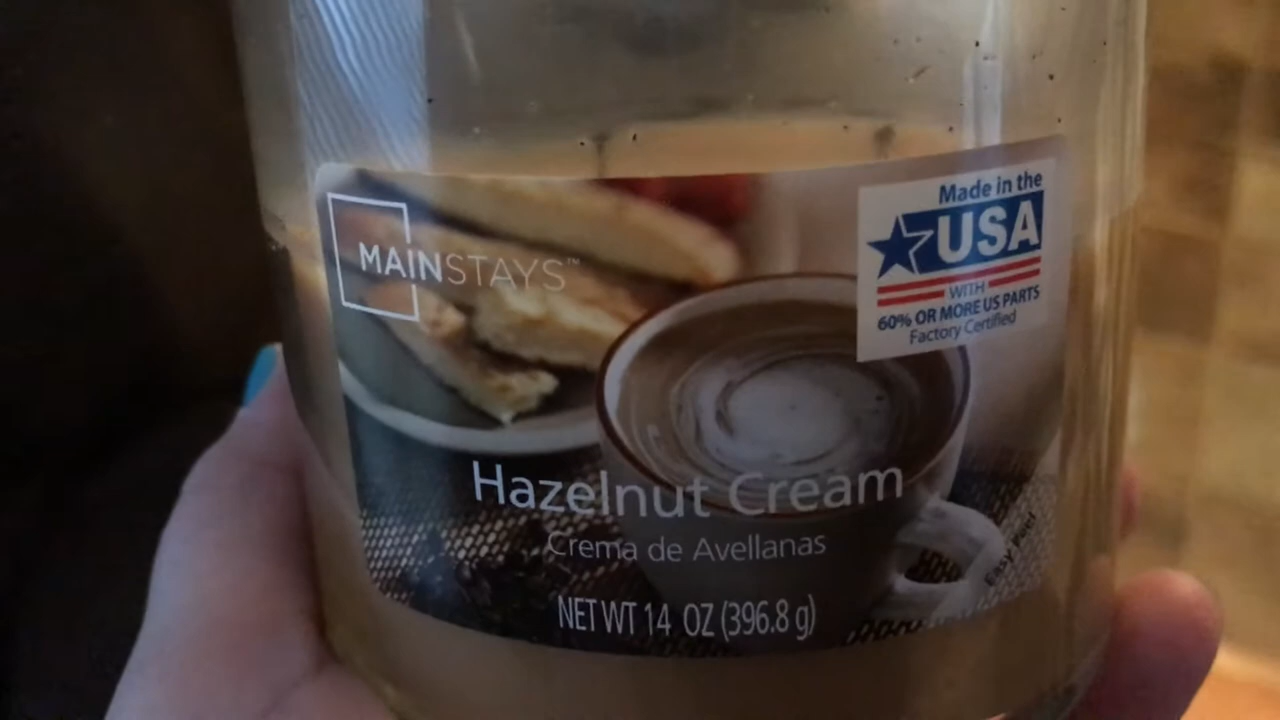 MAINSTAYS™
Made in the
USA
WITH
60% OR MORE US PARTS
Factory Certified
Hazelnut Cream
Crema de Avellanas
Easy Peel
NET WT 14 OZ (396.8 g)